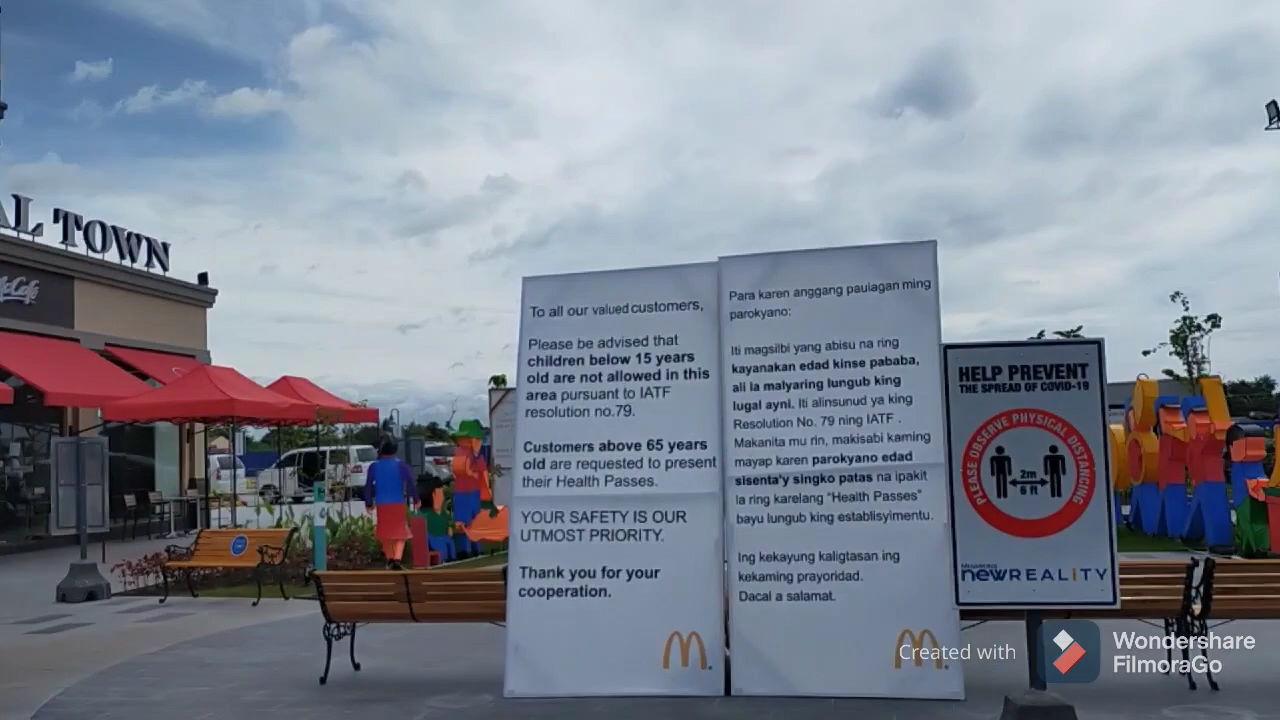 AL TOWN
McCafe
To all our valued customers,
Please be advised that
children below 15 years
old are not allowed in this
area pursuant to IATF
resolution no.79.
Customers above 65 years
old are requested to present
their Health Passes.
YOUR SAFETY IS OUR
UTMOST PRIORITY.
Thank you for your
cooperation.
Para karen anggang paulagan ming
parokyano:
Iti magsilbi yang abisu na ring
kayanakan edad kinse pababa,
ali la malyaring lungub king
lugal ayni. Iti alinsunud ya king
Resolution No. 79 ning IATF .
Makanita mu rin, makisabi kaming
mayap karen parokyano edad
sisenta'y singko patas na ipakit
la ring karelang “Health Passes”
bayu lungub king establisyimentu.
Ing kekayung kaligtasan ing
kekaming prayoridad.
Dacal a salamat.
HELP PREVENT
THE SPREAD OF COVID-19
PLEASE OBSERVE PHYSICAL DISTANCING
2m
6 ft
newREALITY
Created with
Wondershare
FilmoraGo